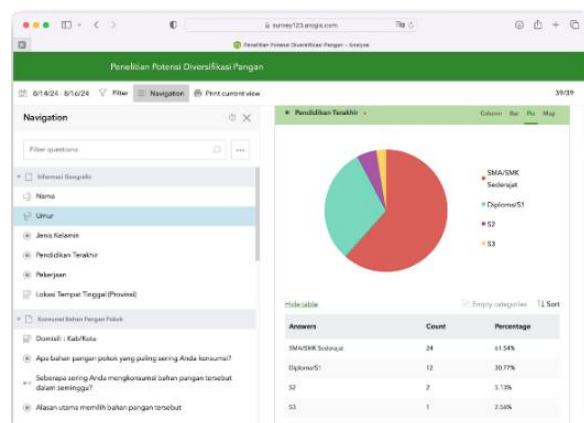 survey123.arcgis.com
Penelitian Potensi Diversifikasi Pangan - Analyze
Penelitian Potensi Diversifikasi Pangan
8/14/24 - 8/16/24 Filter Navigation Print current view 39/39
Navigation
Filter questions
Informasi Geografis
Nama
Umur
Jenis Kelamin
Pendidikan Terakhir
Pekerjaan
Lokasi Tempat Tinggal (Provinsi)
Konsumsi Bahan Pangan Pokok
Domisili : Kab/Kota
Apa bahan pangan pokok yang paling sering Anda konsumsi?
Seberapa sering Anda mengkonsumsi bahan pangan tersebut
dalam seminggu?
Alasan utama memilih bahan pangan tersebut
Pendidikan Terakhir
Column Bar Pie Map
SMA/SMK
Sederajat
Diploma/S1
S2
S3
Hide table Empty categories Sort
Answers Count Percentage
SMA/SMK Sederajat 24 61.54%
Diploma/S1 12 30.77%
S2 2 5.13%
S3 1 2.56%